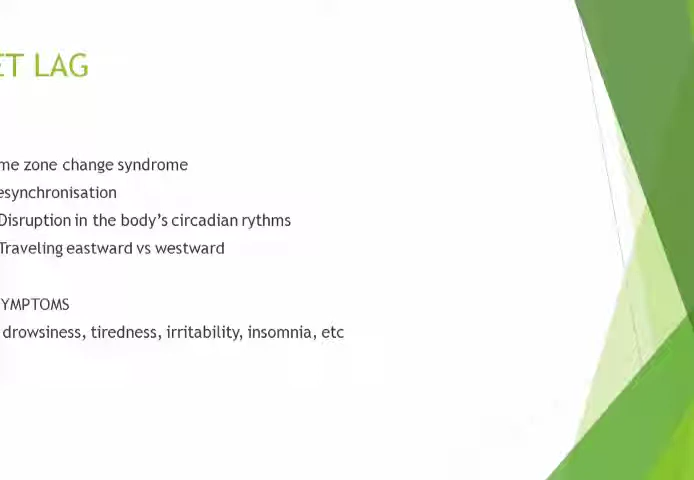 ET LAG
me zone change syndrome
esynchronisation
Disruption in the body's circadian rythms
Traveling eastward vs westward
YMPTOMS
drowsiness, tiredness, irritability, insomnia, etc